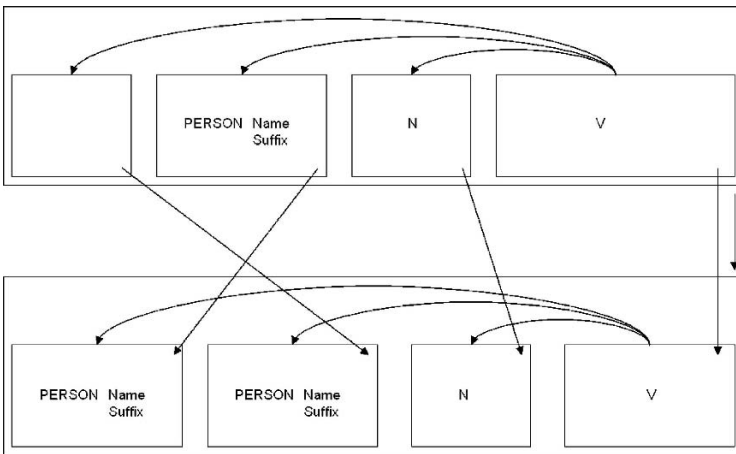 PERSON Name N V
Suffix
PERSON Name PERSON Name N V
Suffix Suffix